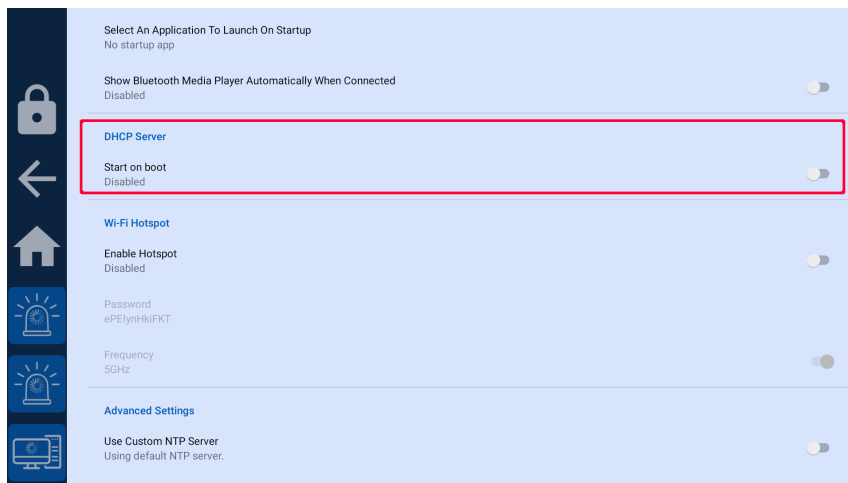 Select An Application To Launch On Startup
No startup app
Show Bluetooth Media Player Automatically When Connected
Disabled
DHCP Server
Start on boot
Disabled
Wi-Fi Hotspot
Enable Hotspot
Disabled
Password
ePEIynHkiFKT
Frequency
5GHz
Advanced Settings
Use Custom NTP Server
Using default NTP server.